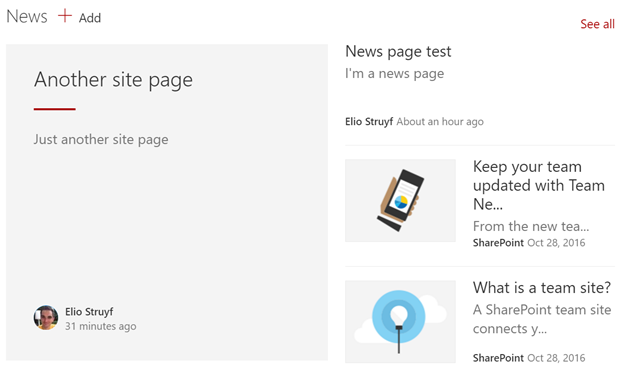 News + Add
See all
Another site page
Just another site page
Elio Struyf
31 minutes ago
News page test
I'm a news page
Elio Struyf About an hour ago
Keep your team
updated with Team
Ne...
From the new tea...
SharePoint Oct 28, 2016
What is a team site?
A SharePoint team site
connects y...
SharePoint Oct 28, 2016